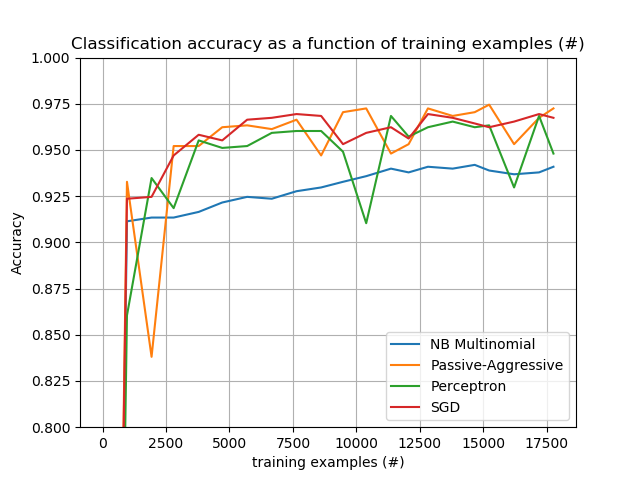 Classification accuracy as a function of training examples (#)
1.000
0.975
0.950
0.925
0.900
0.875
0.850
0.825
0.800
Accuracy
NB Multinomial
Passive-Aggressive
Perceptron
SGD
0 2500 5000 7500 10000 12500 15000 17500
training examples (#)